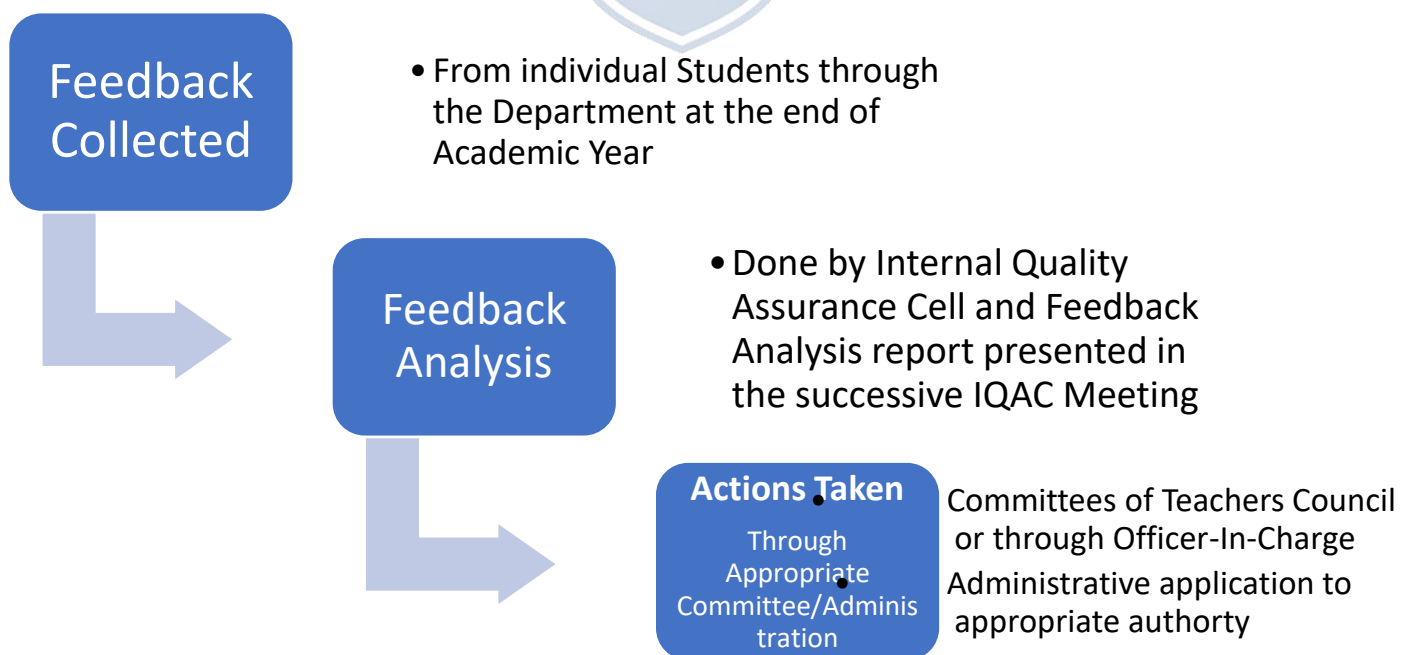 Feedback
Collected
• From individual Students through
the Department at the end of
Academic Year
Feedback
Analysis
• Done by Internal Quality
Assurance Cell and Feedback
Analysis report presented in
the successive IQAC Meeting
Actions Taken
Through
Appropriate
Committee/Adminis
tration
• Committees of Teachers Council
or through Officer-In-Charge
• Administrative application to
appropriate authorty